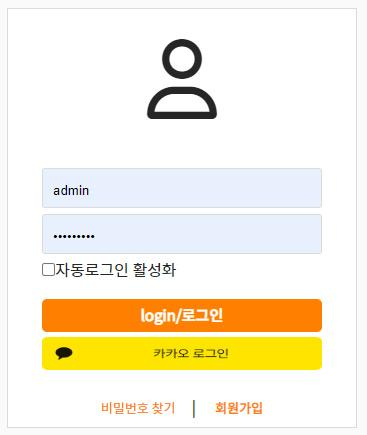 admin
•••••••••
자동로그인 활성화
login/로그인
카카오 로그인
비밀번호 찾기 | 회원가입